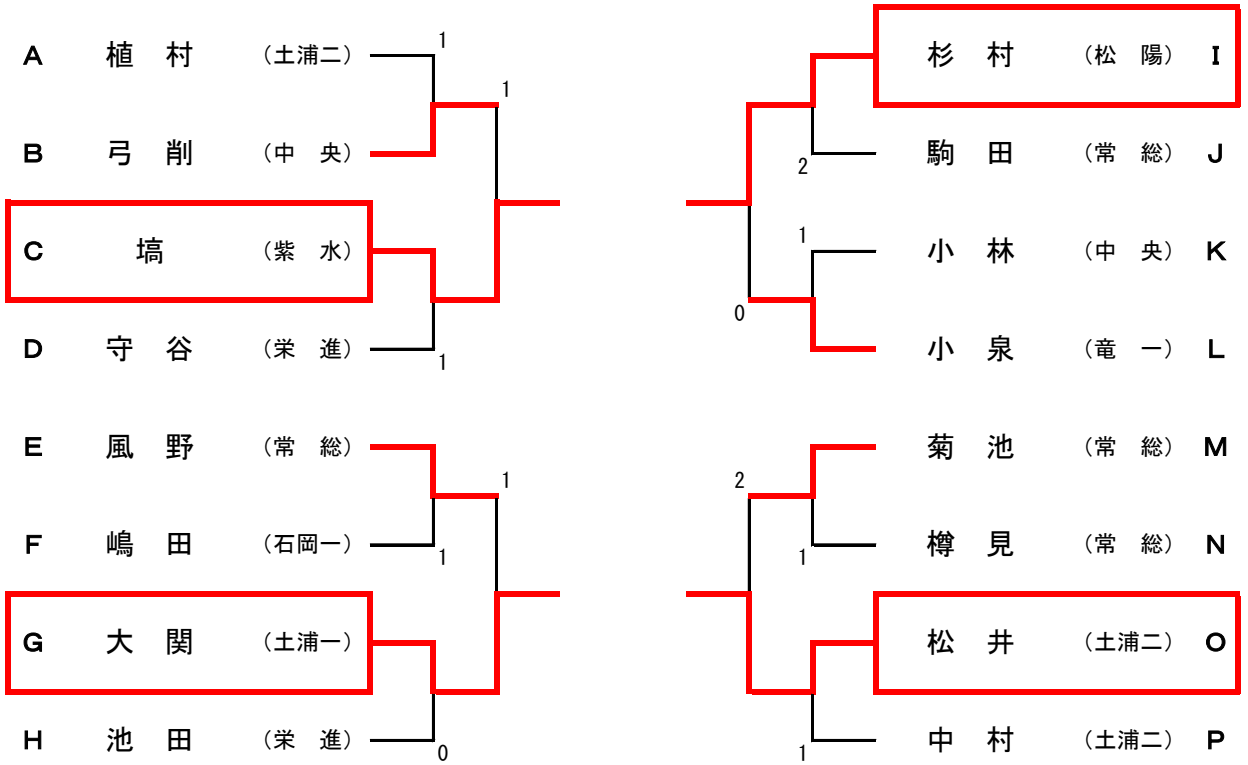 A 植 村 (土浦二) 1
1
B 弓 削 (中 央)
C 塙 (紫 水)
D 守 谷 (栄 進) 1
E 風 野 (常 総)
1
F 嶋 田 (石岡一) 1
G 大 関 (土浦一)
H 池 田 (栄 進) 0
杉 村 (松 陽) I
2 駒 田 (常 総) J
1 小 林 (中 央) K
0
小 泉 (竜 一) L
菊 池 (常 総) M
2
1 樽 見 (常 総) N
松 井 (土浦二) O
1 中 村 (土浦二) P